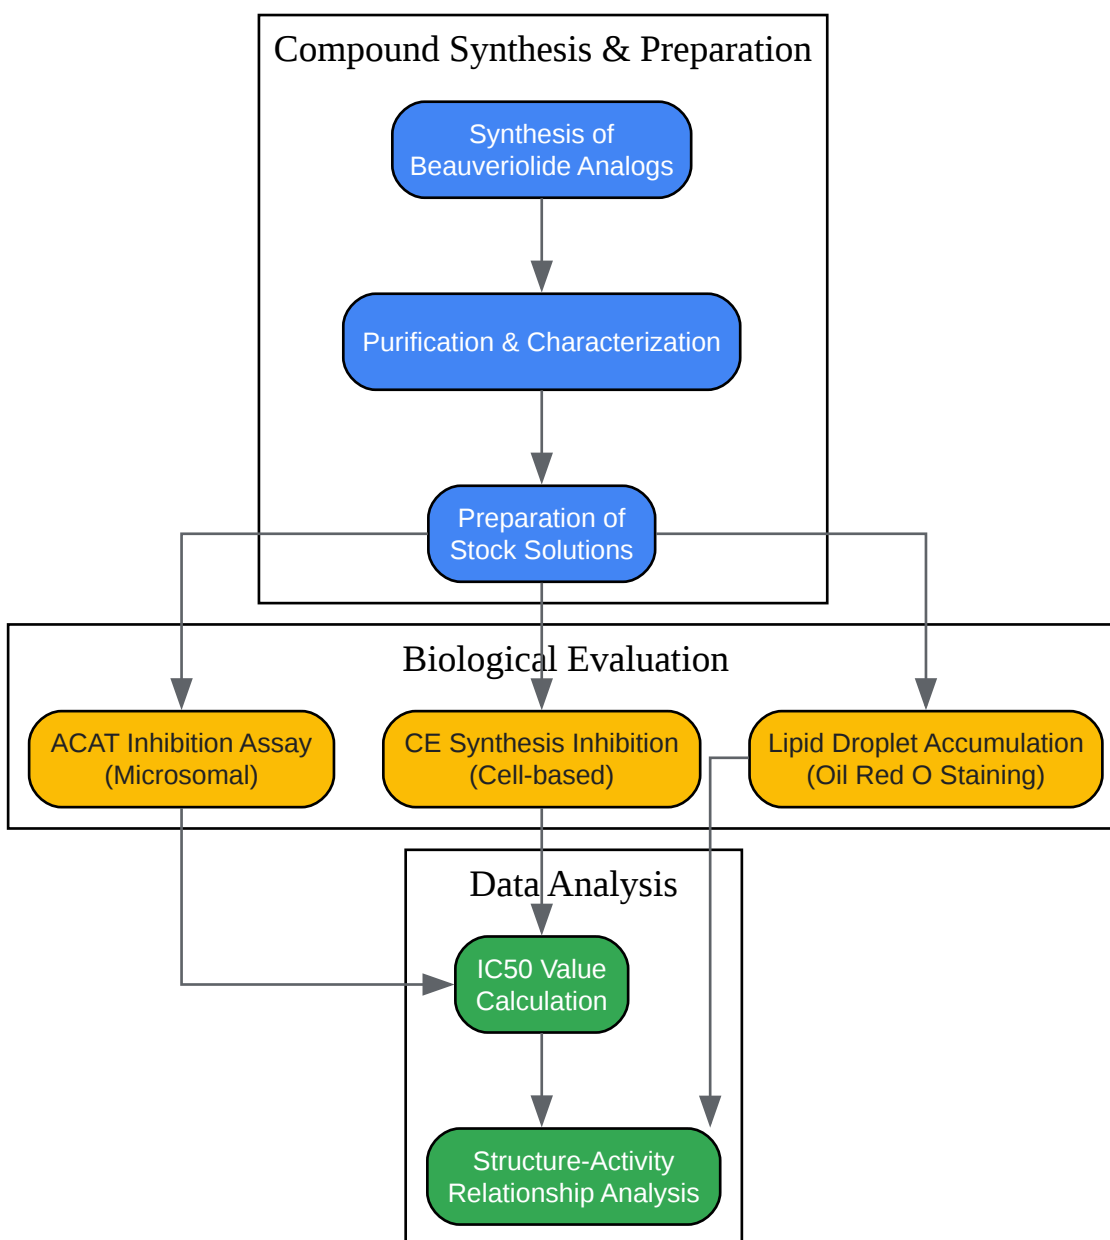 Compound Synthesis & Preparation
Synthesis of
Beauveriolide Analogs
Purification & Characterization
Preparation of
Stock Solutions
Biological Evaluation
ACAT Inhibition Assay
(Microsomal)
CE Synthesis Inhibition
(Cell-based)
Lipid Droplet Accumulation
(Oil Red O Staining)
Data Analysis
IC50 Value
Calculation
Structure-Activity
Relationship Analysis